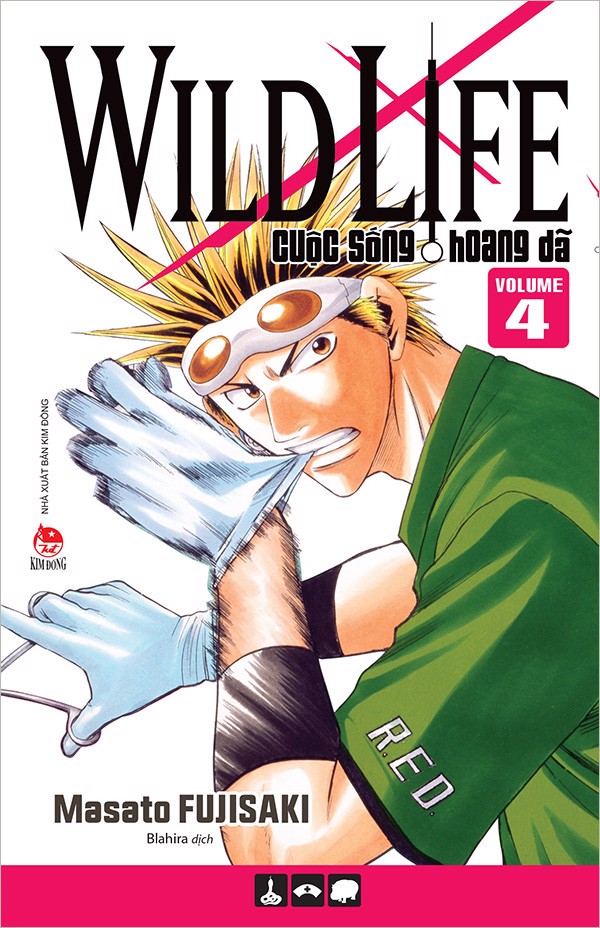 WILD LIFE
CUỘC SỐNG hOANG DÃ
VOLUME
4
NHÀ XUẤT BẢN KIM ĐỒNG
KIM ĐỒNG
R.E.D.
Masato FUJISAKI
Blahira dịch